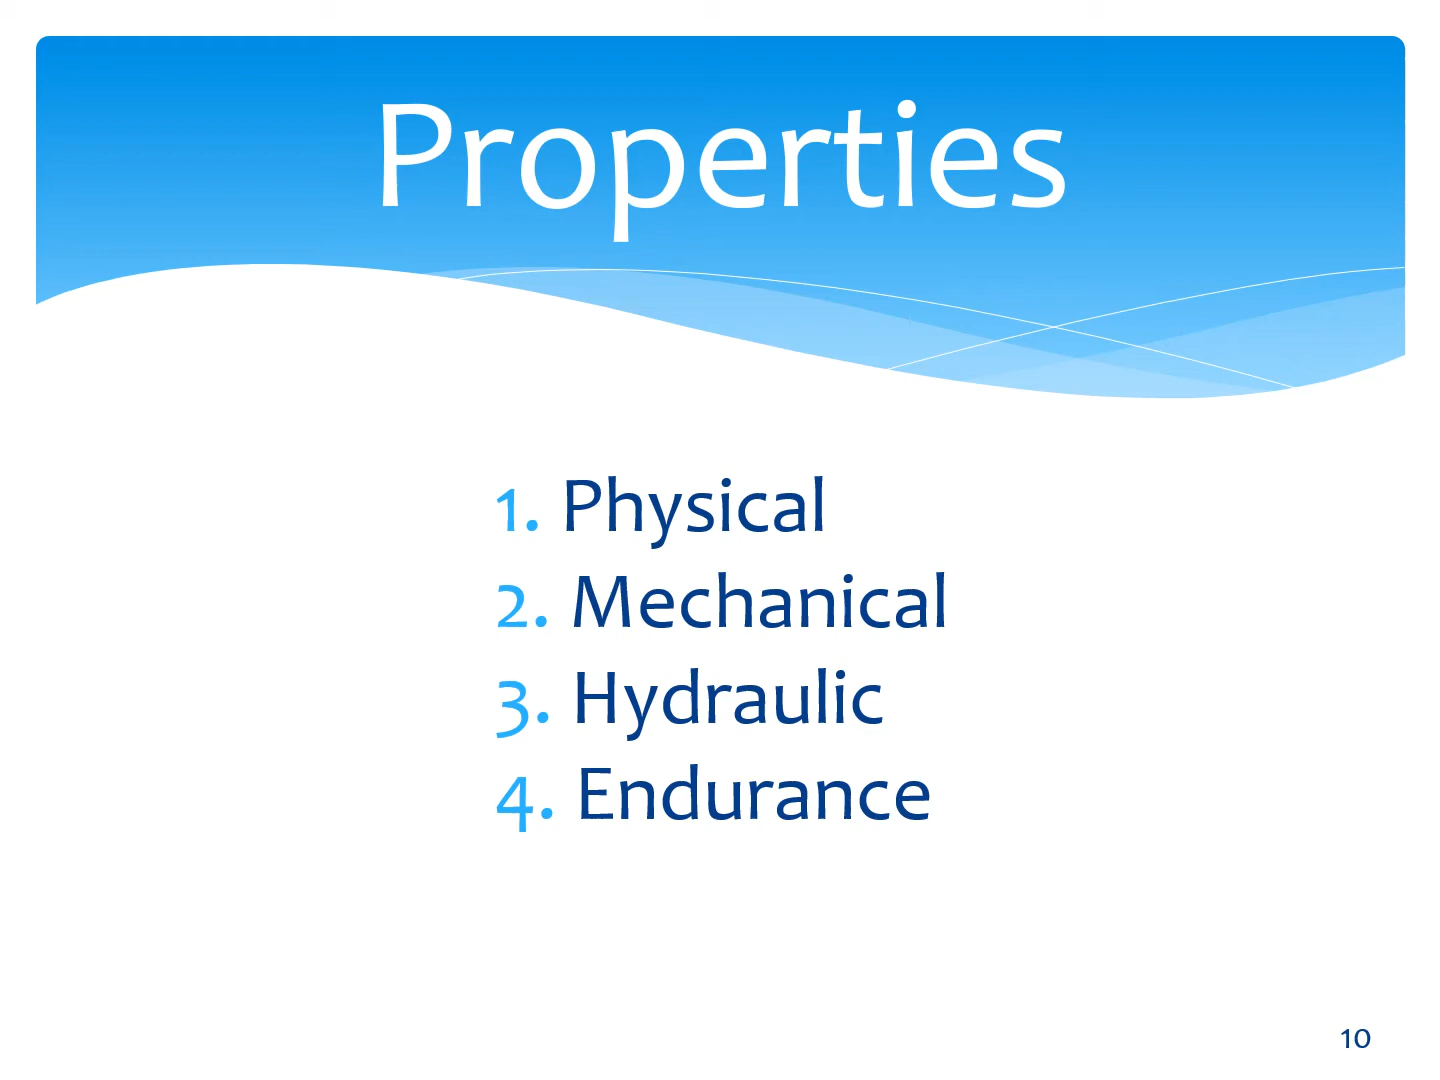 Properties
1. Physical
2. Mechanical
3. Hydraulic
4. Endurance
10